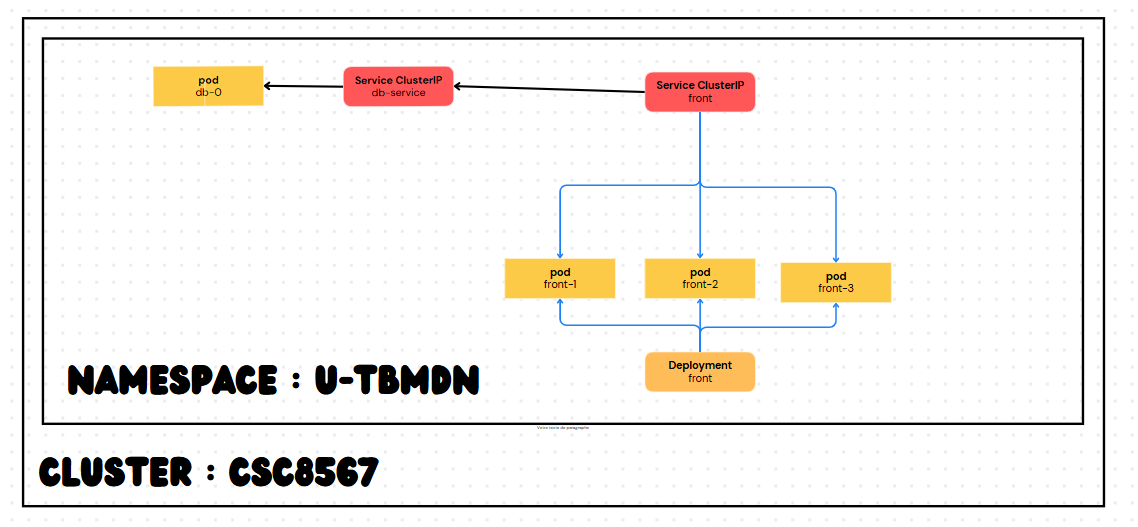 pod
db-0
Service ClusterIP
db-service
Service ClusterIP
front
pod
front-1
pod
front-2
pod
front-3
Deployment
front
NAMESPACE : U-TBMDN
Votre texte de paragraphe
CLUSTER : CSC8567